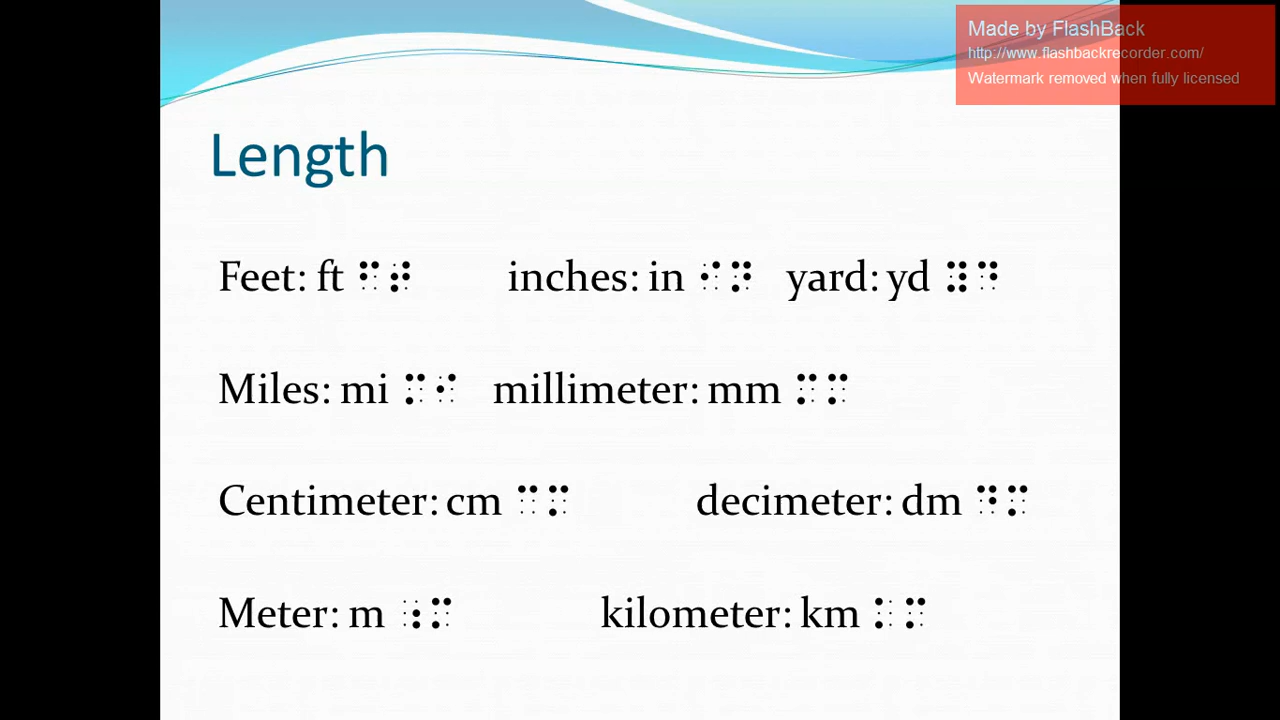 Made by FlashBack
http://www.flashbackrecorder.com/
Watermark removed when fully licensed
Length
Feet: ft ⠋⠞ inches: in ⠊⠝ yard: yd ⠽⠙
Miles: mi ⠍⠊ millimeter: mm ⠍⠍
Centimeter: cm ⠉⠍ decimeter: dm ⠙⠍
Meter: m ⠰⠍ kilometer: km ⠅⠍